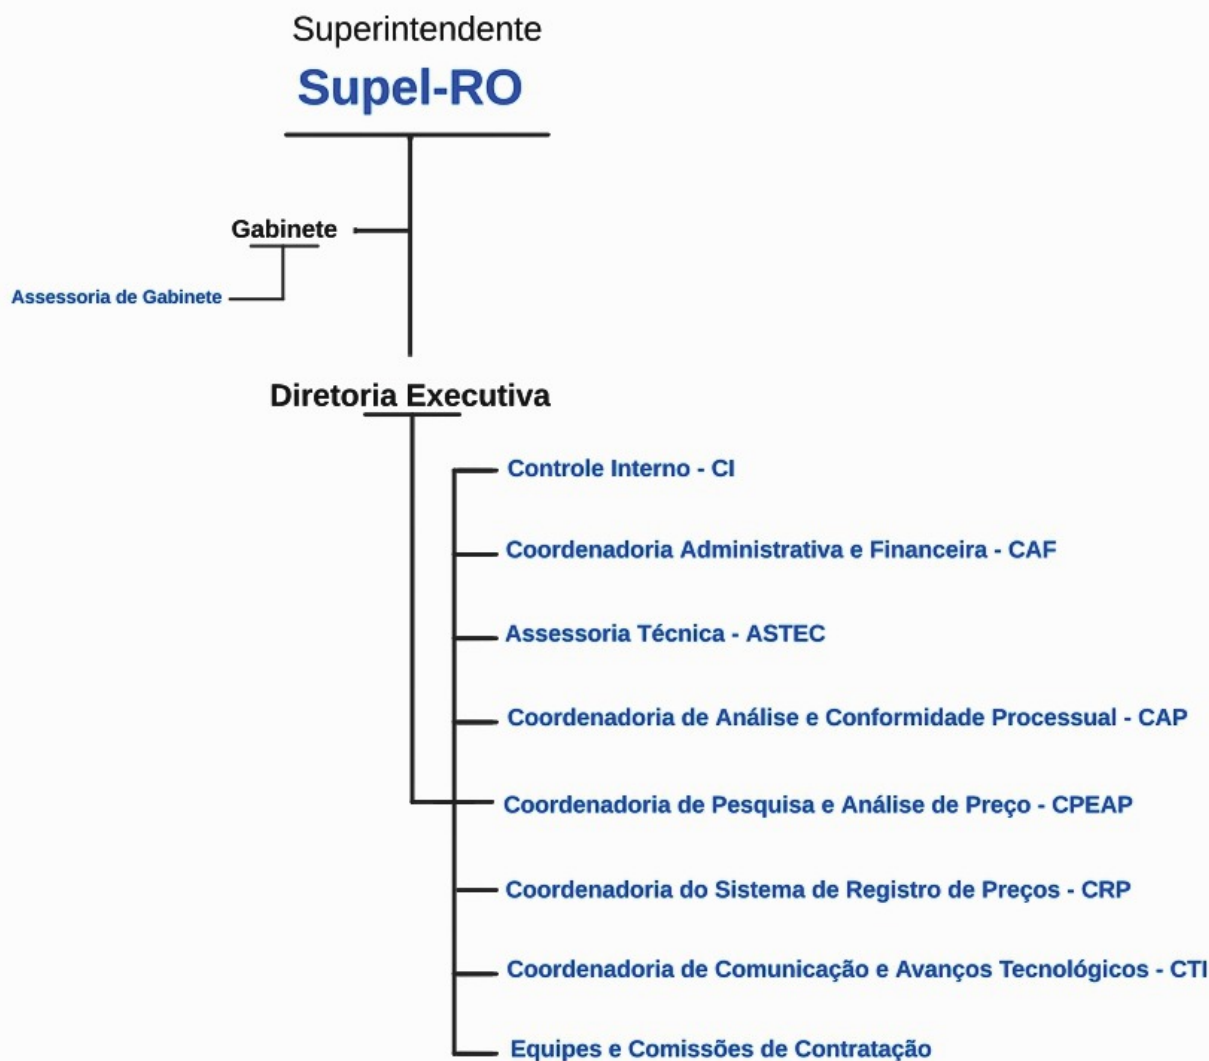 Superintendente
Supel-RO
Gabinete
Assessoria de Gabinete
Diretoria Executiva
Controle Interno - CI
Coordenadoria Administrativa e Financeira - CAF
Assessoria Técnica - ASTEC
Coordenadoria de Análise e Conformidade Processual - CAP
Coordenadoria de Pesquisa e Análise de Preço - CPEAP
Coordenadoria do Sistema de Registro de Preços - CRP
Coordenadoria de Comunicação e Avanços Tecnológicos - CTI
Equipes e Comissões de Contratação